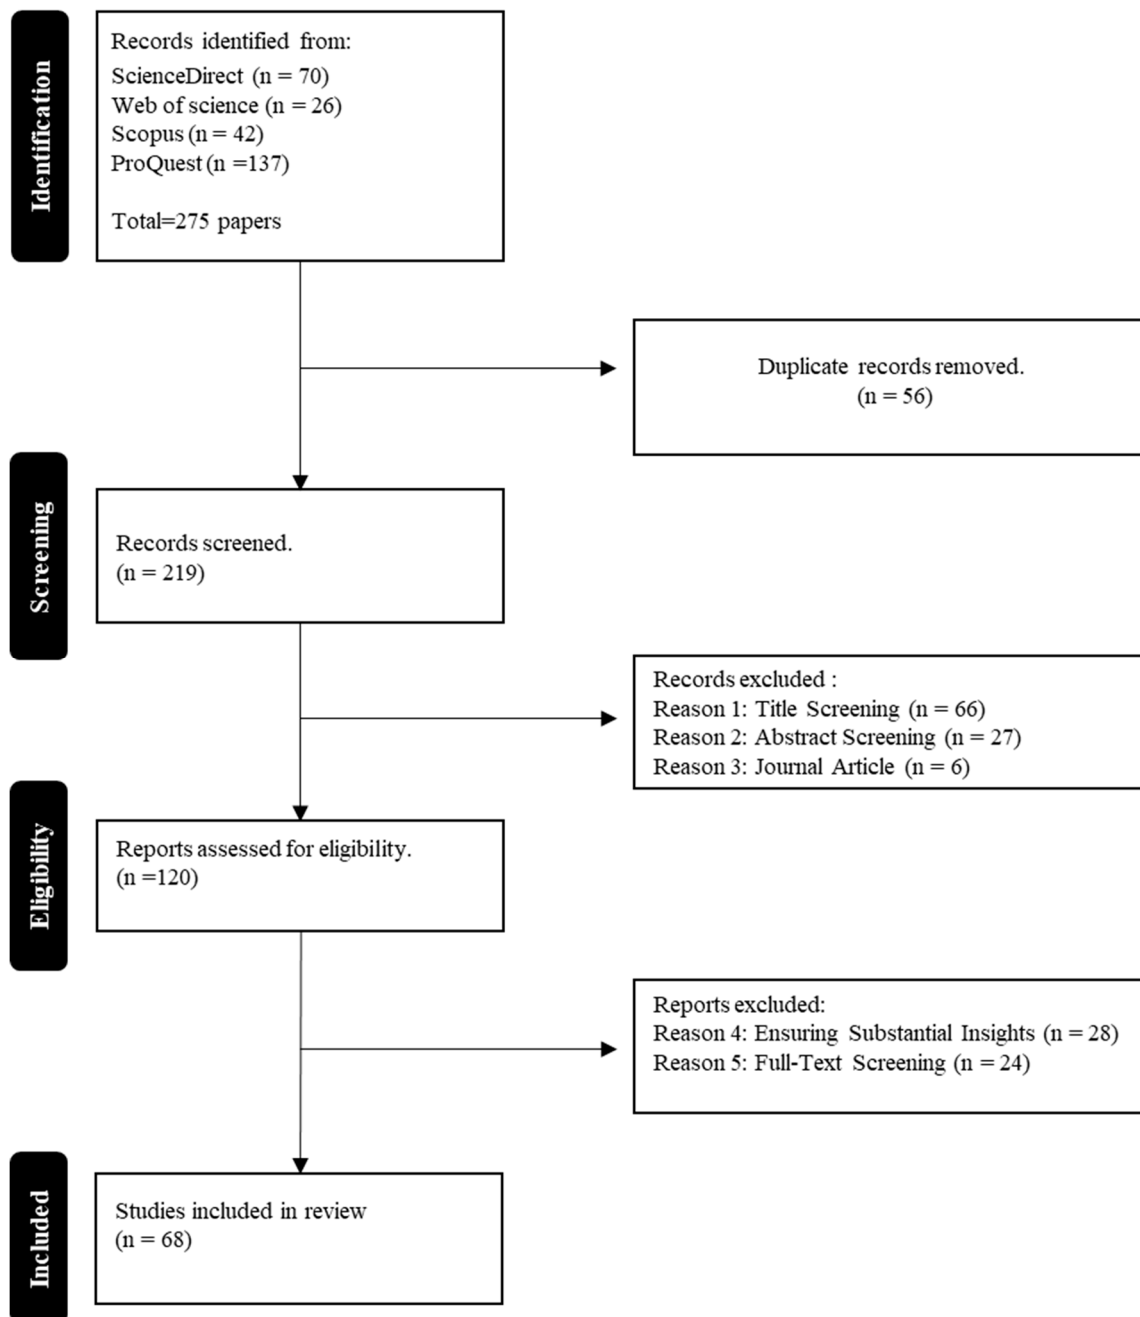 Identification
Records identified from:
ScienceDirect (n = 70)
Web of science (n = 26)
Scopus (n = 42)
ProQuest (n =137)
Total=275 papers
Duplicate records removed.
(n = 56)
Screening
Records screened.
(n = 219)
Records excluded :
Reason 1: Title Screening (n = 66)
Reason 2: Abstract Screening (n = 27)
Reason 3: Journal Article (n = 6)
Eligibility
Reports assessed for eligibility.
(n =120)
Reports excluded:
Reason 4: Ensuring Substantial Insights (n = 28)
Reason 5: Full-Text Screening (n = 24)
Included
Studies included in review
(n = 68)